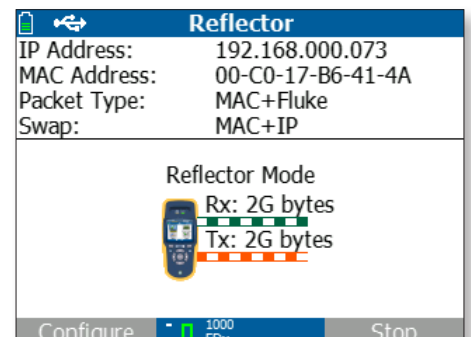 Reflector
IP Address: 192.168.000.073
MAC Address: 00-C0-17-B6-41-4A
Packet Type: MAC+Fluke
Swap: MAC+IP
Reflector Mode
Rx: 2G bytes
Tx: 2G bytes
Configure 1000 Stop